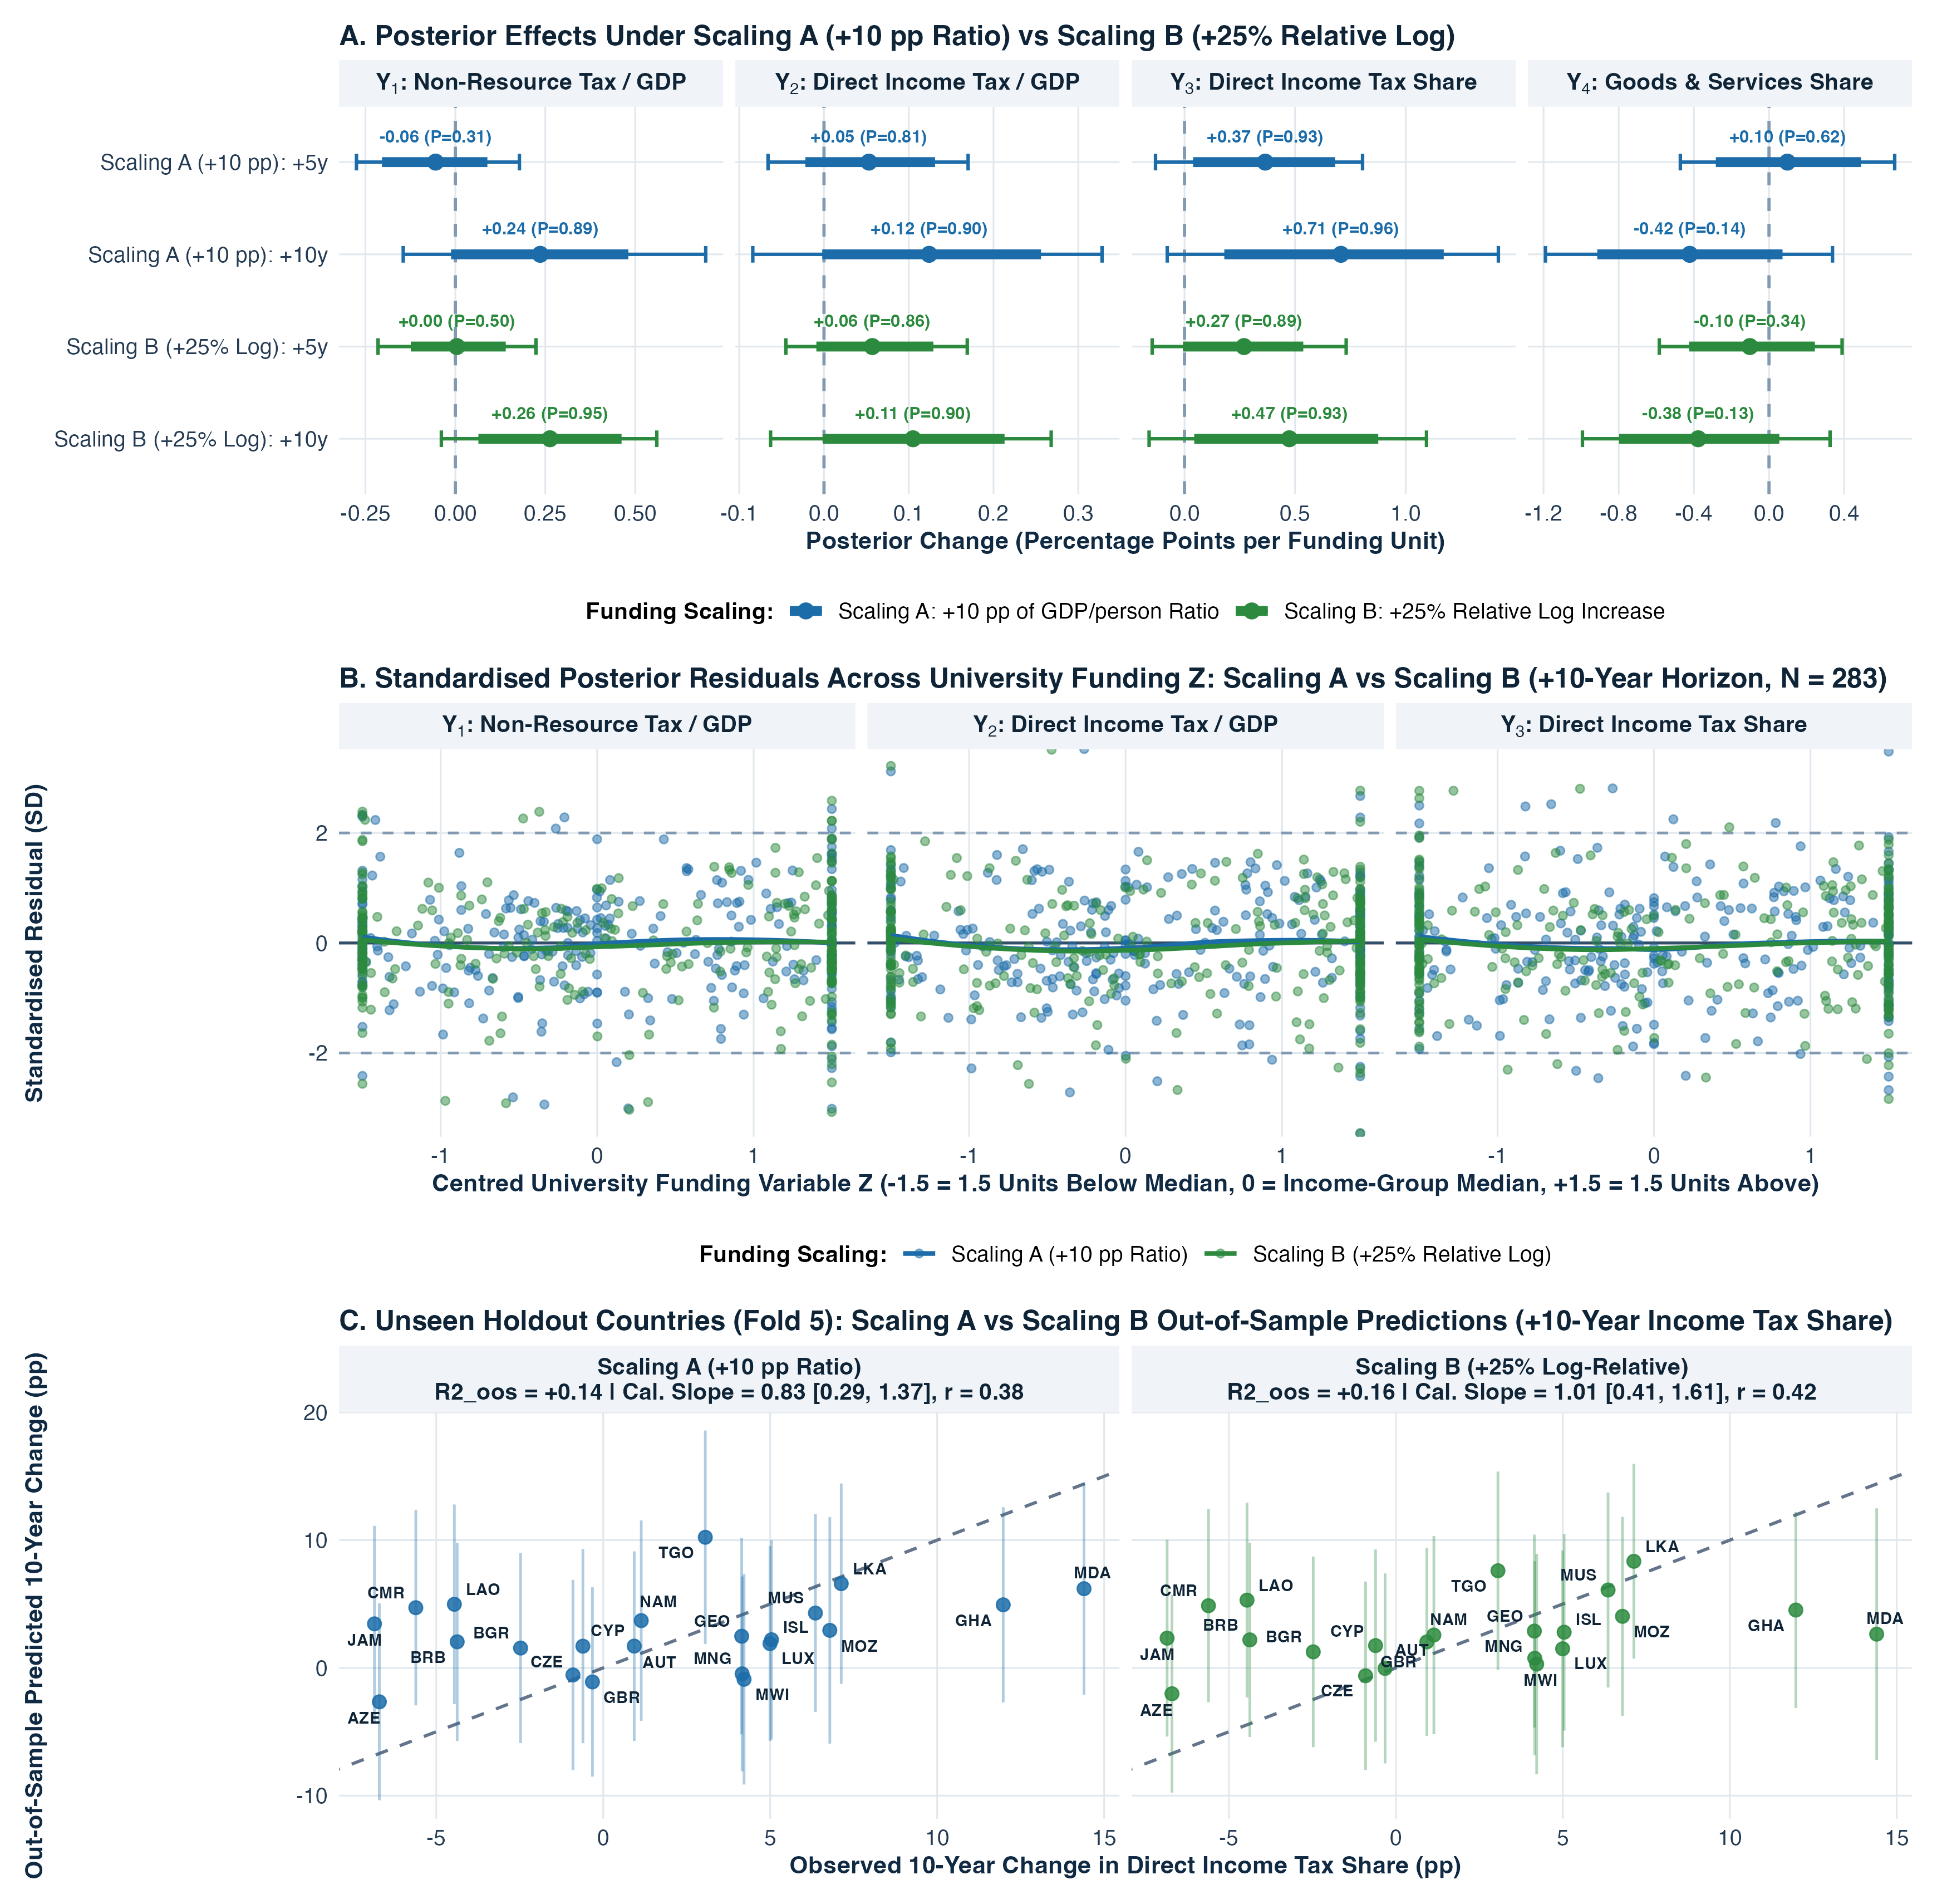 A. Posterior Effects Under Scaling A (+10 pp Ratio) vs Scaling B (+25% Relative Log)
Y₁: Non-Resource Tax / GDP
Y₂: Direct Income Tax / GDP
Y₃: Direct Income Tax Share
Y₄: Goods & Services Share
Scaling A (+10 pp): +5y
-0.06 (P=0.31)
+0.05 (P=0.81)
+0.37 (P=0.93)
+0.10 (P=0.62)
Scaling A (+10 pp): +10y
+0.24 (P=0.89)
+0.12 (P=0.90)
+0.71 (P=0.96)
-0.42 (P=0.14)
Scaling B (+25% Log): +5y
+0.00 (P=0.50)
+0.06 (P=0.86)
+0.27 (P=0.89)
-0.10 (P=0.34)
Scaling B (+25% Log): +10y
+0.26 (P=0.95)
+0.11 (P=0.90)
+0.47 (P=0.93)
-0.38 (P=0.13)
-0.25 0.00 0.25 0.50
-0.1 0.0 0.1 0.2 0.3
0.0 0.5 1.0
-1.2 -0.8 -0.4 0.0 0.4
Posterior Change (Percentage Points per Funding Unit)
Funding Scaling: Scaling A: +10 pp of GDP/person Ratio Scaling B: +25% Relative Log Increase
B. Standardised Posterior Residuals Across University Funding Z: Scaling A vs Scaling B (+10-Year Horizon, N = 283)
Y₁: Non-Resource Tax / GDP
Y₂: Direct Income Tax / GDP
Y₃: Direct Income Tax Share
Standardised Residual (SD)
2
0
-2
-1 0 1
-1 0 1
-1 0 1
Centred University Funding Variable Z (-1.5 = 1.5 Units Below Median, 0 = Income-Group Median, +1.5 = 1.5 Units Above)
Funding Scaling: Scaling A (+10 pp Ratio) Scaling B (+25% Relative Log)
C. Unseen Holdout Countries (Fold 5): Scaling A vs Scaling B Out-of-Sample Predictions (+10-Year Income Tax Share)
Scaling A (+10 pp Ratio)
R2_oos = +0.14 | Cal. Slope = 0.83 [0.29, 1.37], r = 0.38
Scaling B (+25% Log-Relative)
R2_oos = +0.16 | Cal. Slope = 1.01 [0.41, 1.61], r = 0.42
Out-of-Sample Predicted 10-Year Change (pp)
20
10
0
-10
TGO
LKA
MDA
CMR
LAO
NAM
MUS
GEO
GHA
ISL
JAM
BGR
CYP
MOZ
BRB
CZE
AUT
MNG
LUX
GBR
MWI
AZE
LKA
MUS
TGO
CMR
LAO
MDA
BRB
NAM
GEO
ISL
GHA
BGR
CYP
MOZ
JAM
AUT
MNG
GBR
LUX
CZE
MWI
AZE
-5 0 5 10 15
-5 0 5 10 15
Observed 10-Year Change in Direct Income Tax Share (pp)